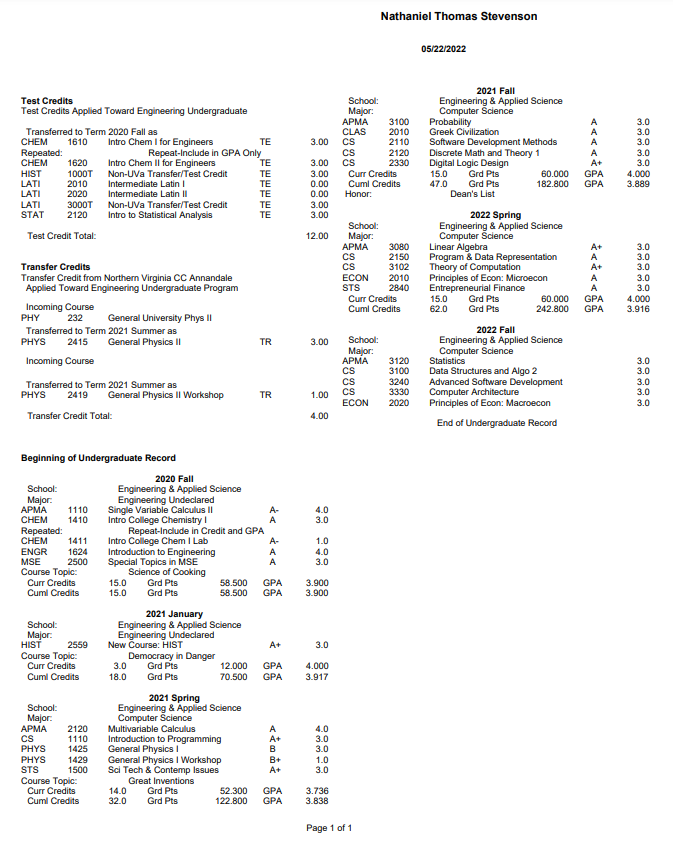 Nathaniel Thomas Stevenson
05/22/2022
Test Credits
Test Credits Applied Toward Engineering Undergraduate
Transferred to Term 2020 Fall as
CHEM 1610 Intro Chem I for Engineers TE 3.00
Repeated: Repeat-Include in GPA Only
CHEM 1620 Intro Chem II for Engineers TE 3.00
HIST 1000T Non-UVa Transfer/Test Credit TE 3.00
LATI 2010 Intermediate Latin I TE 0.00
LATI 2020 Intermediate Latin II TE 0.00
LATI 3000T Non-UVa Transfer/Test Credit TE 3.00
STAT 2120 Intro to Statistical Analysis TE 3.00
Test Credit Total: 12.00
Transfer Credits
Transfer Credit from Northern Virginia CC Annandale
Applied Toward Engineering Undergraduate Program
Incoming Course
PHY 232 General University Phys II
Transferred to Term 2021 Summer as
PHYS 2415 General Physics II TR 3.00
Incoming Course
Transferred to Term 2021 Summer as
PHYS 2419 General Physics II Workshop TR 1.00
Transfer Credit Total: 4.00
Beginning of Undergraduate Record
2020 Fall
School: Engineering & Applied Science
Major: Engineering Undeclared
APMA 1110 Single Variable Calculus II A- 4.0
CHEM 1410 Intro College Chemistry I A 3.0
Repeated: Repeat-Include in Credit and GPA
CHEM 1411 Intro College Chem I Lab A- 1.0
ENGR 1624 Introduction to Engineering A 4.0
MSE 2500 Special Topics in MSE A 3.0
Course Topic: Science of Cooking
Curr Credits 15.0 Grd Pts 58.500 GPA 3.900
Cuml Credits 15.0 Grd Pts 58.500 GPA 3.900
2021 January
School: Engineering & Applied Science
Major: Engineering Undeclared
HIST 2559 New Course: HIST A+ 3.0
Course Topic: Democracy in Danger
Curr Credits 3.0 Grd Pts 12.000 GPA 4.000
Cuml Credits 18.0 Grd Pts 70.500 GPA 3.917
2021 Spring
School: Engineering & Applied Science
Major: Computer Science
APMA 2120 Multivariable Calculus A 4.0
CS 1110 Introduction to Programming A+ 3.0
PHYS 1425 General Physics I B 3.0
PHYS 1429 General Physics I Workshop B+ 1.0
STS 1500 Sci Tech & Contemp Issues A+ 3.0
Course Topic: Great Inventions
Curr Credits 14.0 Grd Pts 52.300 GPA 3.736
Cuml Credits 32.0 Grd Pts 122.800 GPA 3.838
2021 Fall
School: Engineering & Applied Science
Major: Computer Science
APMA 3100 Probability A 3.0
CLAS 2010 Greek Civilization A 3.0
CS 2110 Software Development Methods A 3.0
CS 2120 Discrete Math and Theory 1 A 3.0
CS 2330 Digital Logic Design A+ 3.0
Curr Credits 15.0 Grd Pts 60.000 GPA 4.000
Cuml Credits 47.0 Grd Pts 182.800 GPA 3.889
Honor: Dean's List
2022 Spring
School: Engineering & Applied Science
Major: Computer Science
APMA 3080 Linear Algebra A+ 3.0
CS 2150 Program & Data Representation A 3.0
CS 3102 Theory of Computation A+ 3.0
ECON 2010 Principles of Econ: Microecon A 3.0
STS 2840 Entrepreneurial Finance A 3.0
Curr Credits 15.0 Grd Pts 60.000 GPA 4.000
Cuml Credits 62.0 Grd Pts 242.800 GPA 3.916
2022 Fall
School: Engineering & Applied Science
Major: Computer Science
APMA 3120 Statistics 3.0
CS 3100 Data Structures and Algo 2 3.0
CS 3240 Advanced Software Development 3.0
CS 3330 Computer Architecture 3.0
ECON 2020 Principles of Econ: Macroecon 3.0
End of Undergraduate Record
Page 1 of 1